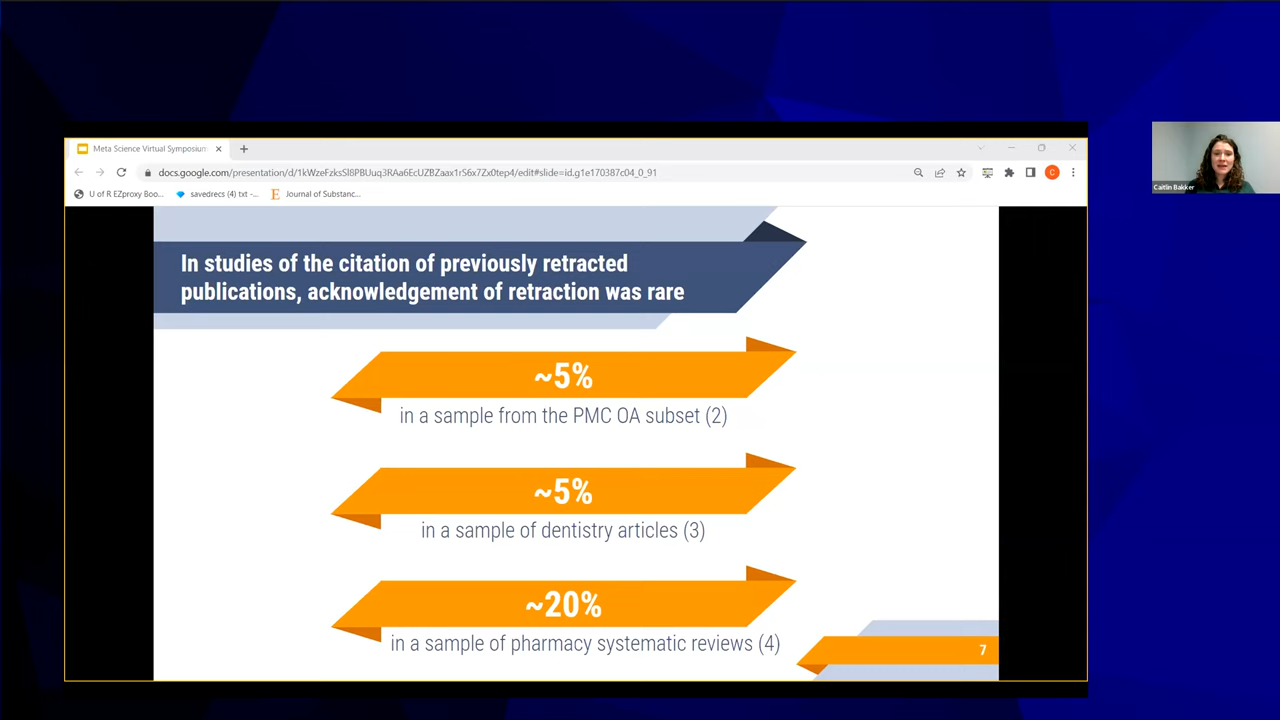 Meta Science Virtual Symposium
docs.google.com/presentation/d/1kWzeFzksSl8PBUuq3RAa6EcUZBZaax1rS6x7Zx0tep4/edit#slide=id.g1e170387c04_0_91
U of R EZproxy Boo...
savedrecs (4) txt -...
Journal of Substanc...
C
Caitlin Bakker
In studies of the citation of previously retracted
publications, acknowledgement of retraction was rare
~5%
in a sample from the PMC OA subset (2)
~5%
in a sample of dentistry articles (3)
~20%
in a sample of pharmacy systematic reviews (4)
7